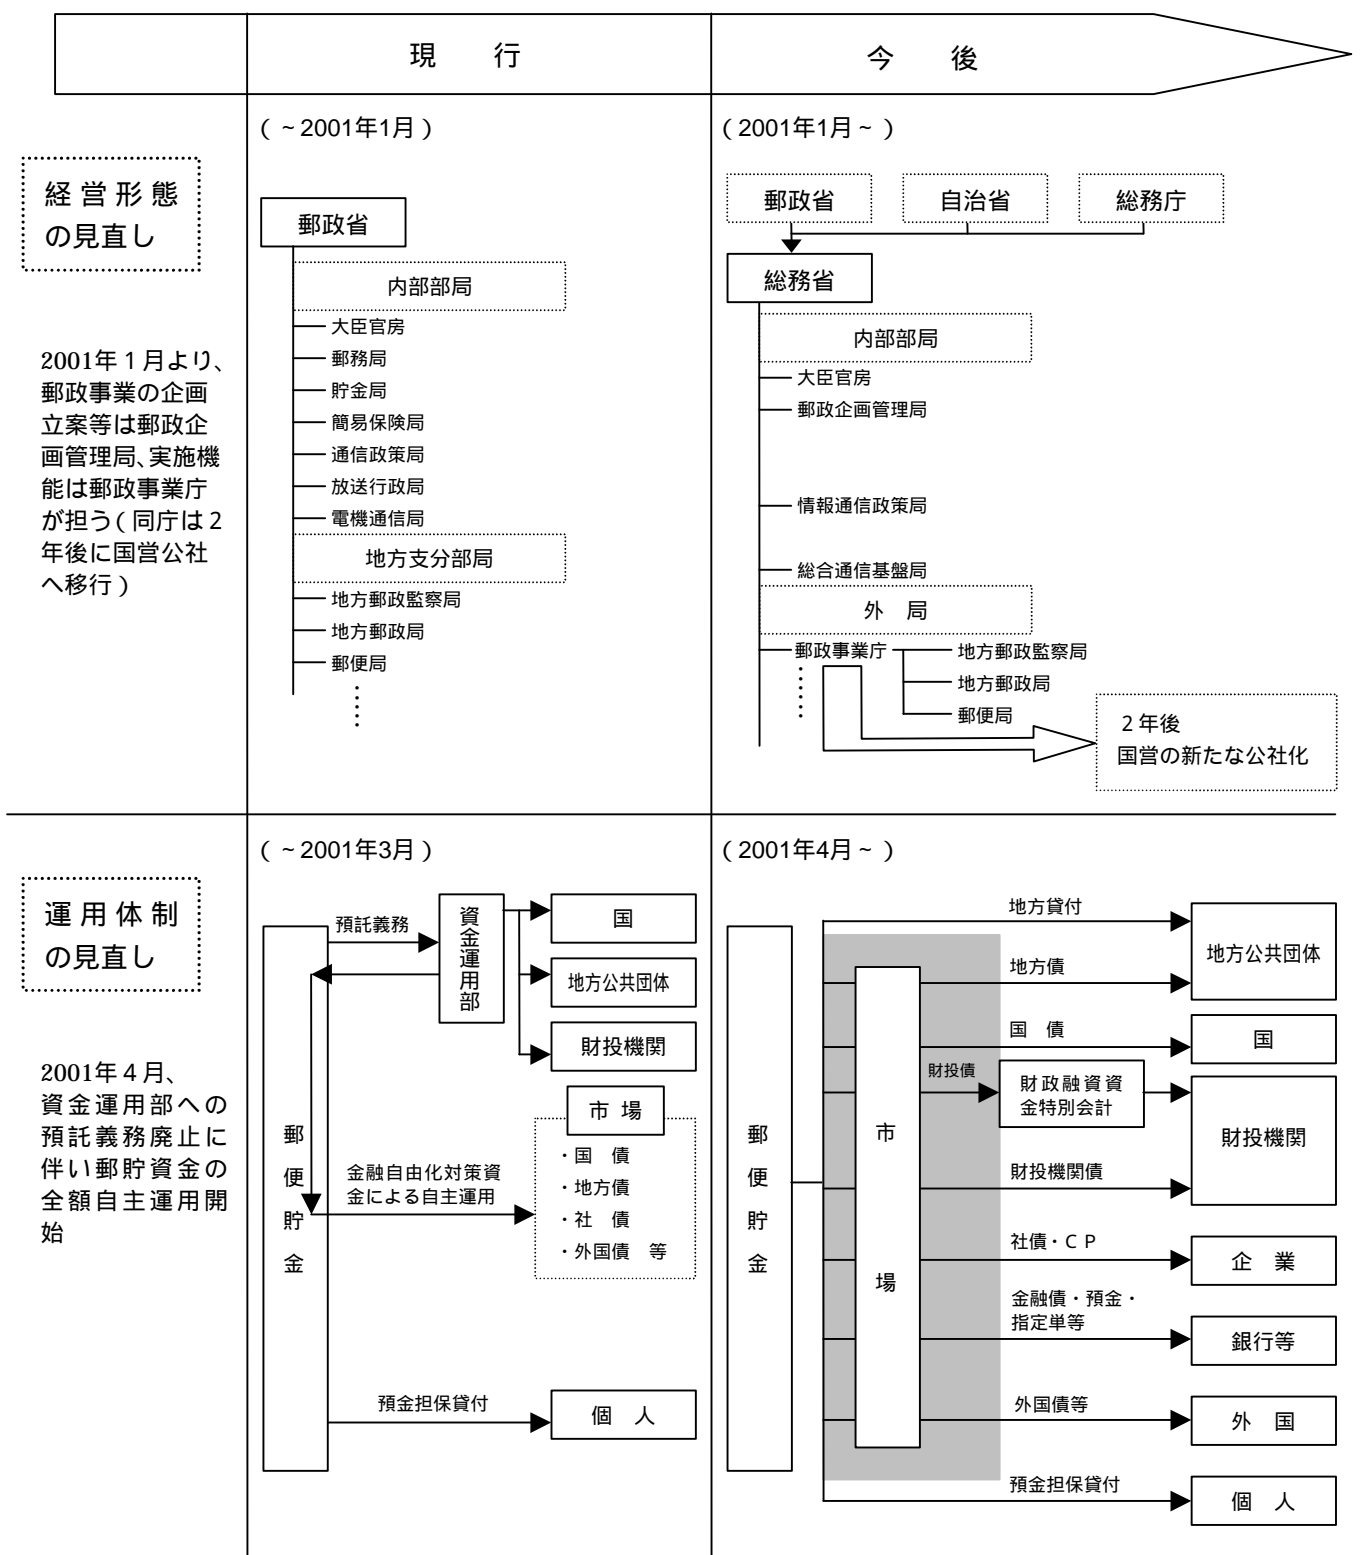 現　行
今　後
経営形態
の見直し
2001年１月より、
郵政事業の企画
立案等は郵政企
画管理局、実施機
能は郵政事業庁
が担う（同庁は２
年後に国営公社
へ移行）
（~2001年1月）
郵政省
内部部局
大臣官房
郵務局
貯金局
簡易保険局
通信政策局
放送行政局
電機通信局
地方支分部局
地方郵政監察局
地方郵政局
郵便局
（2001年1月~）
郵政省
自治省
総務庁
総務省
内部部局
大臣官房
郵政企画管理局
情報通信政策局
総合通信基盤局
外　局
郵政事業庁
地方郵政監察局
地方郵政局
郵便局
２年後
国営の新たな公社化
運用体制
の見直し
2001年４月、
資金運用部への
預託義務廃止に
伴い郵貯資金の
全額自主運用開
始
（~2001年3月）
郵便貯金
預託義務
資金運用部
国
地方公共団体
財投機関
市場
・国　債
・地方債
・社　債
・外国債　等
金融自由化対策資
金による自主運用
預金担保貸付
個　人
（2001年4月~）
郵便貯金
市場
地方貸付
地方債
地方公共団体
国　債
国
財投債
財政融資資
金特別会計
財投機関債
財投機関
社債・ＣＰ
企　業
金融債・預金・
指定単等
銀行等
外国債等
外　国
預金担保貸付
個　人